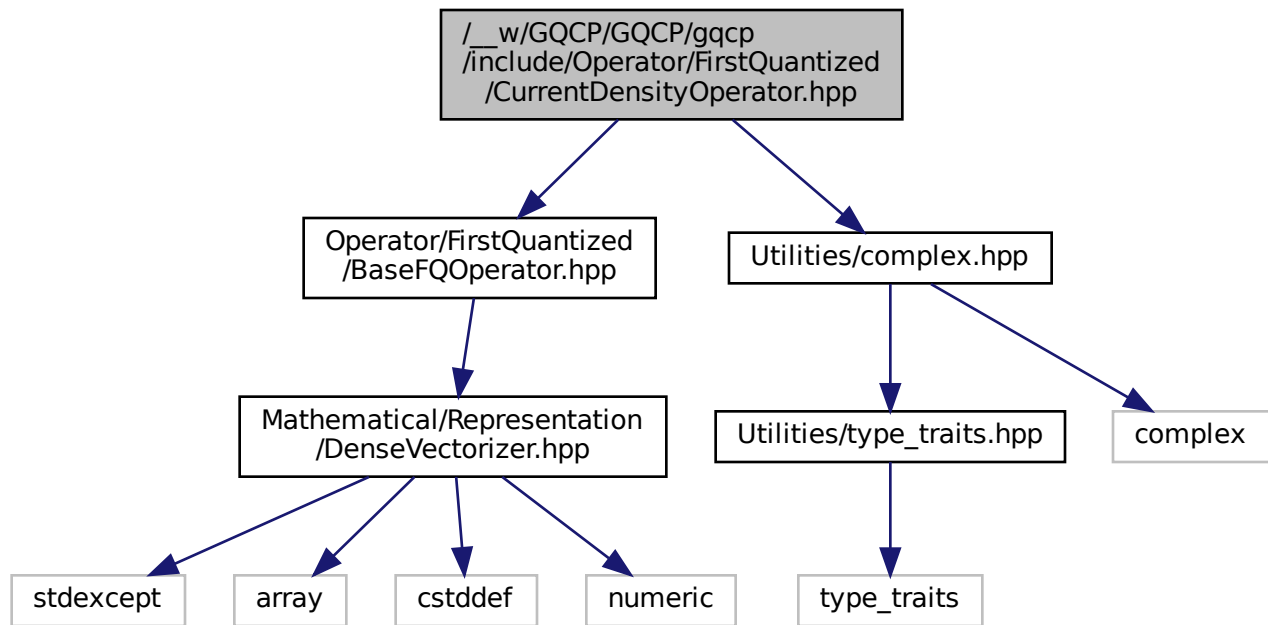 /__w/GQCP/GQCP/gqcp
/include/Operator/FirstQuantized
/CurrentDensityOperator.hpp
Operator/FirstQuantized
/BaseFQOperator.hpp
Utilities/complex.hpp
Mathematical/Representation
/DenseVectorizer.hpp
Utilities/type_traits.hpp
complex
stdexcept
array
cstddef
numeric
type_traits